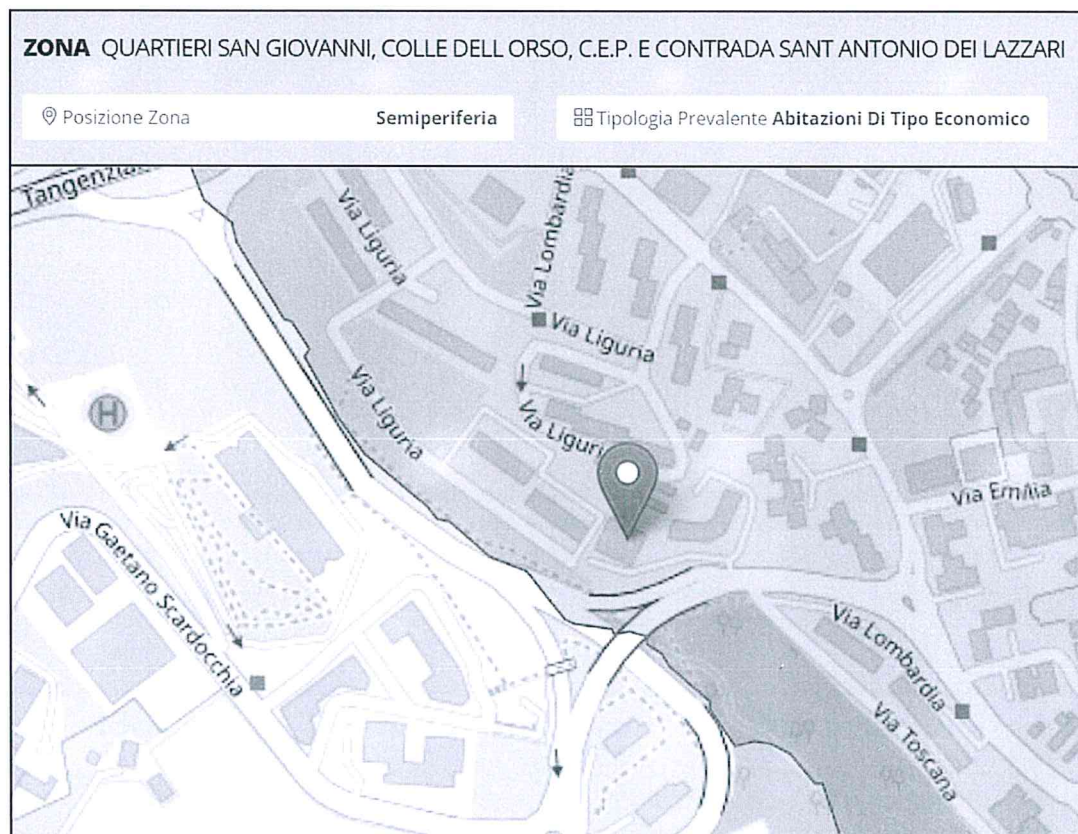 ZONA QUARTIERI SAN GIOVANNI, COLLE DELL ORSO, C.E.P. E CONTRADA SANT ANTONIO DEI LAZZARI
Posizione Zona Semiperiferia
Tipologia Prevalente Abitazioni Di Tipo Economico
Via Liguria
Via Lombardia
Via Liguria
Via Liguria
Via Liguria
H
Via Emilia
Via Gaetano Scardocchia
Via Lombardia
Via Toscana